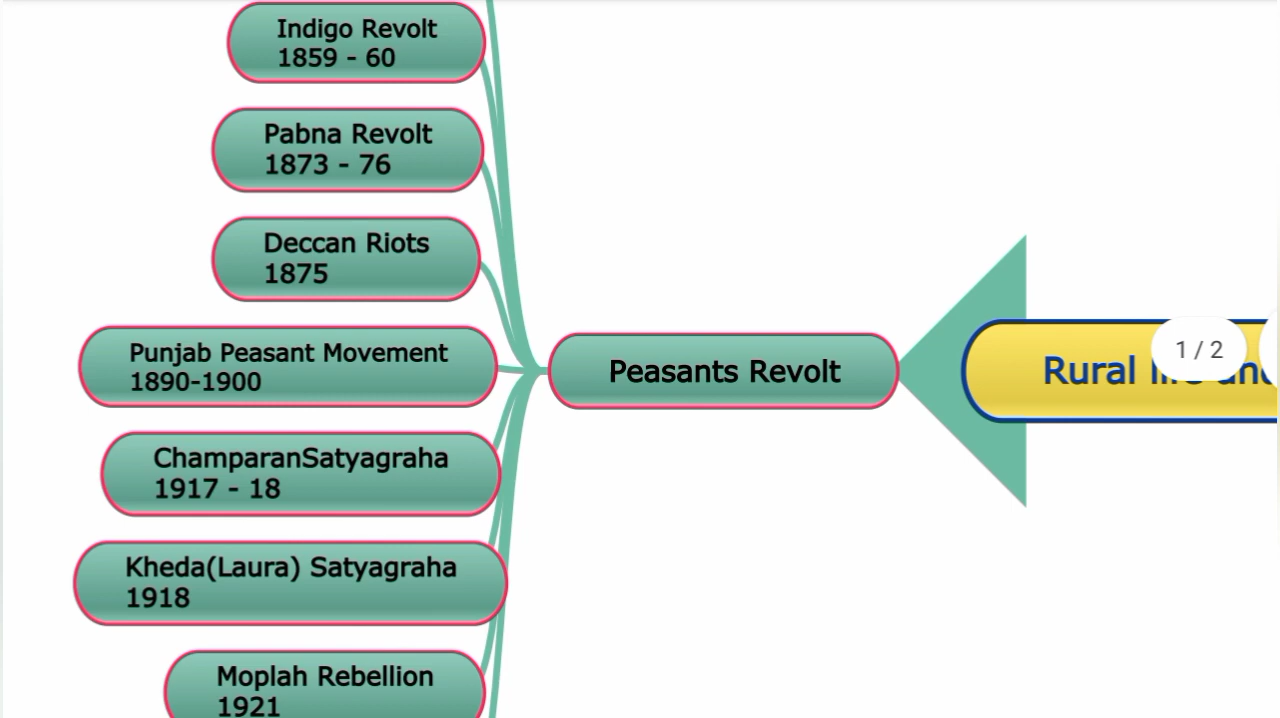 Indigo Revolt
1859 - 60
Pabna Revolt
1873 - 76
Deccan Riots
1875
Punjab Peasant Movement
1890-1900
ChamparanSatyagraha
1917 - 18
Kheda(Laura) Satyagraha
1918
Moplah Rebellion
1921
Peasants Revolt
Rural
1 / 2